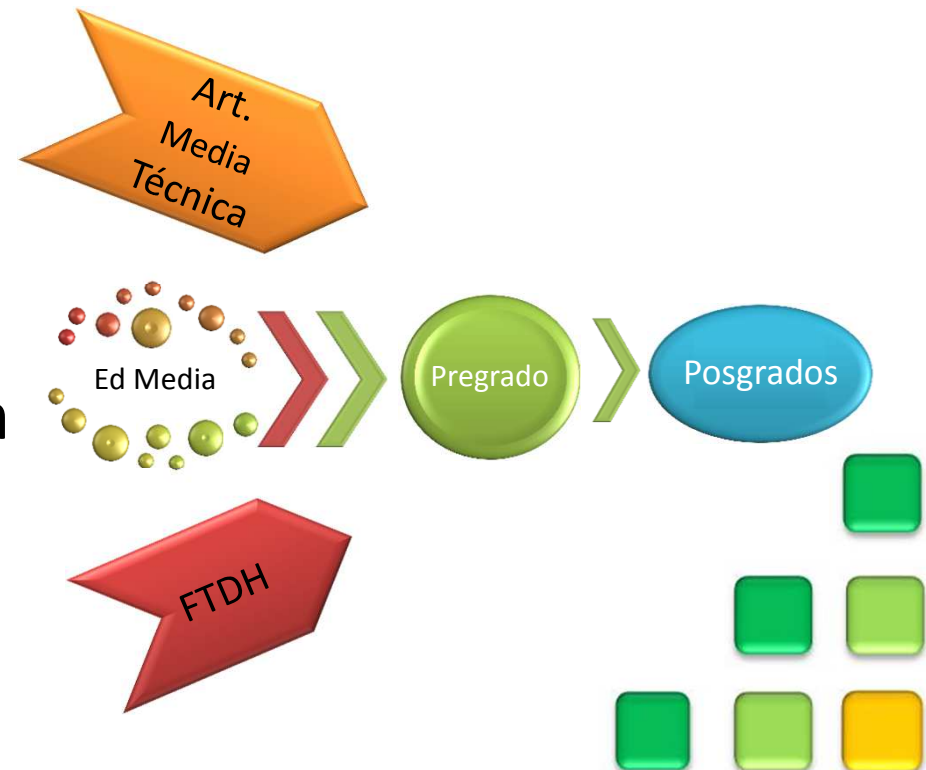 Art.
Media
Técnica
Ed Media
Pregrado
Posgrados
n
FTDH